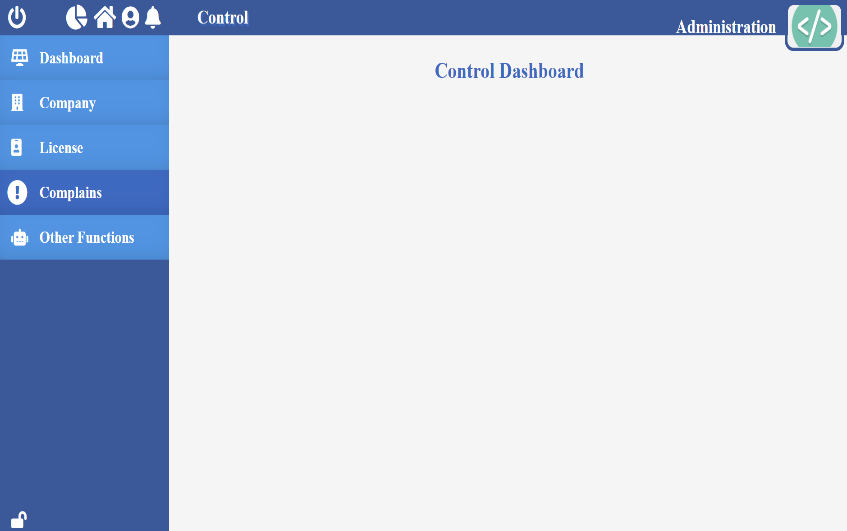 Control
Administration
Control Dashboard
Dashboard
Company
License
Complains
Other Functions